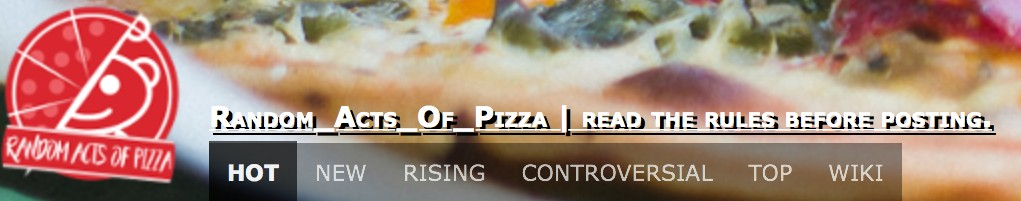 RANDOM ACTS OF PIZZA
Random_Acts_Of_Pizza | read the rules before posting.
HOT NEW RISING CONTROVERSIAL TOP WIKI